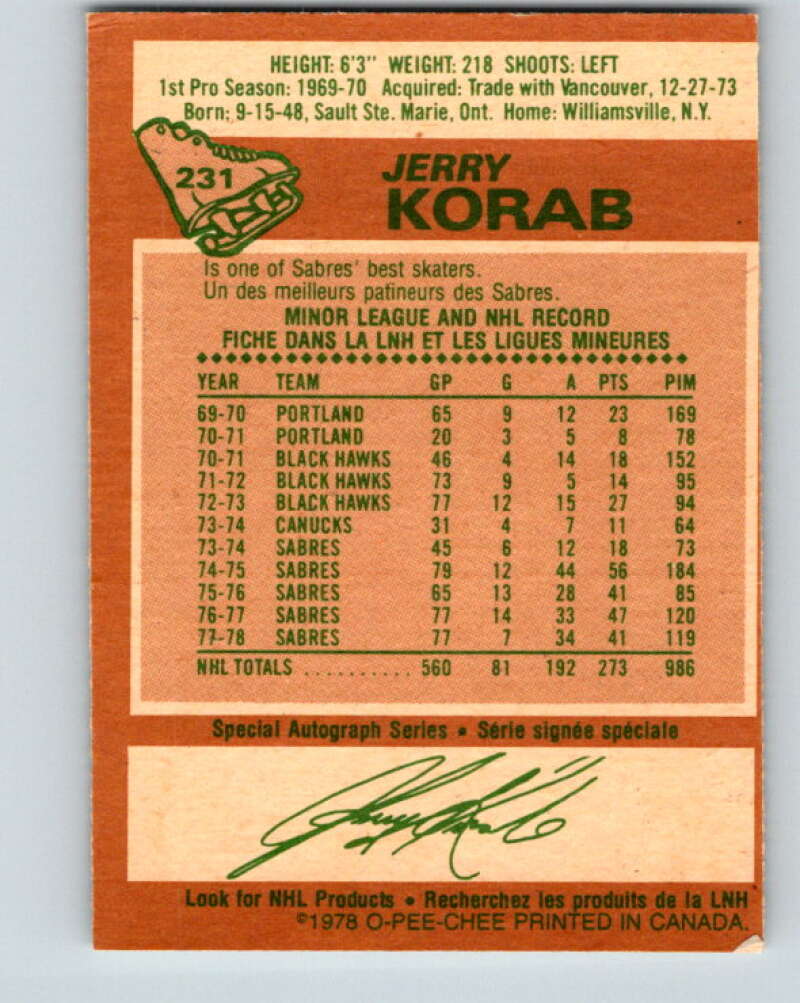 HEIGHT: 6'3" WEIGHT: 218 SHOOTS: LEFT
1st Pro Season: 1969-70 Acquired: Trade with Vancouver, 12-27-73
Born: 9-15-48, Sault Ste. Marie, Ont. Home: Williamsville, N.Y.
231
JERRY
KORAB
Is one of Sabres' best skaters.
Un des meilleurs patineurs des Sabres.
MINOR LEAGUE AND NHL RECORD
FICHE DANS LA LNH ET LES LIGUES MINEURES
YEAR TEAM GP G A PTS PIM
69-70 PORTLAND 65 9 12 23 169
70-71 PORTLAND 20 3 5 8 78
70-71 BLACK HAWKS 46 4 14 18 152
71-72 BLACK HAWKS 73 9 5 14 95
72-73 BLACK HAWKS 77 12 15 27 94
73-74 CANUCKS 31 4 7 11 64
73-74 SABRES 45 6 12 18 73
74-75 SABRES 79 12 44 56 184
75-76 SABRES 65 13 28 41 85
76-77 SABRES 77 14 33 47 120
77-78 SABRES 77 7 34 41 119
NHL TOTALS .......... 560 81 192 273 986
Special Autograph Series • Série signée spéciale
Jerry Korab
Look for NHL Products • Recherchez les produits de la LNH
©1978 O-PEE-CHEE PRINTED IN CANADA.